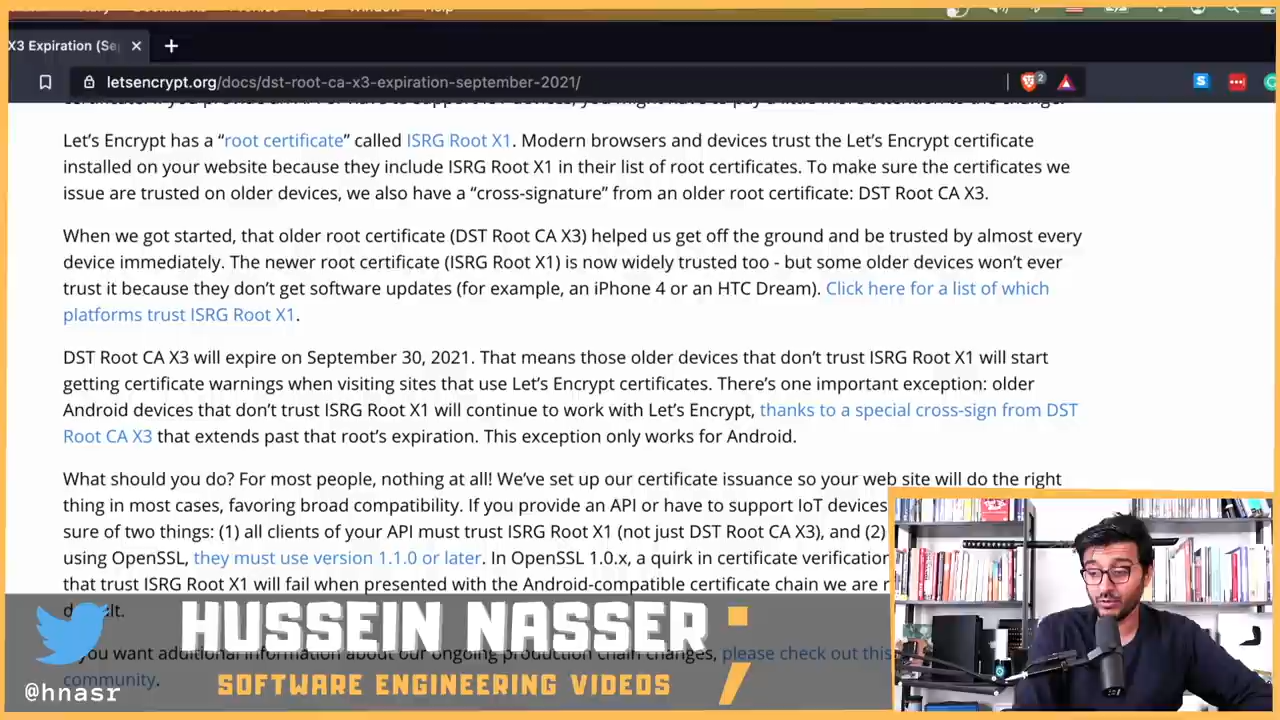 X3 Expiration (Se
letsencrypt.org/docs/dst-root-ca-x3-expiration-september-2021/
2
S
Let's Encrypt has a “root certificate” called ISRG Root X1. Modern browsers and devices trust the Let's Encrypt certificate
installed on your website because they include ISRG Root X1 in their list of root certificates. To make sure the certificates we
issue are trusted on older devices, we also have a “cross-signature” from an older root certificate: DST Root CA X3.
When we got started, that older root certificate (DST Root CA X3) helped us get off the ground and be trusted by almost every
device immediately. The newer root certificate (ISRG Root X1) is now widely trusted too - but some older devices won't ever
trust it because they don't get software updates (for example, an iPhone 4 or an HTC Dream). Click here for a list of which
platforms trust ISRG Root X1.
DST Root CA X3 will expire on September 30, 2021. That means those older devices that don't trust ISRG Root X1 will start
getting certificate warnings when visiting sites that use Let's Encrypt certificates. There's one important exception: older
Android devices that don't trust ISRG Root X1 will continue to work with Let's Encrypt, thanks to a special cross-sign from DST
Root CA X3 that extends past that root's expiration. This exception only works for Android.
What should you do? For most people, nothing at all! We've set up our certificate issuance so your web site will do the right
thing in most cases, favoring broad compatibility. If you provide an API or have to support IoT devices
sure of two things: (1) all clients of your API must trust ISRG Root X1 (not just DST Root CA X3), and (2)
using OpenSSL, they must use version 1.1.0 or later. In OpenSSL 1.0.x, a quirk in certificate verification
that trust ISRG Root X1 will fail when presented with the Android-compatible certificate chain we are
HUSSEIN NASSER
you want additional information about our ongoing production chain changes, please check out this
community.
@hnasr
SOFTWARE ENGINEERING VIDEOS
;